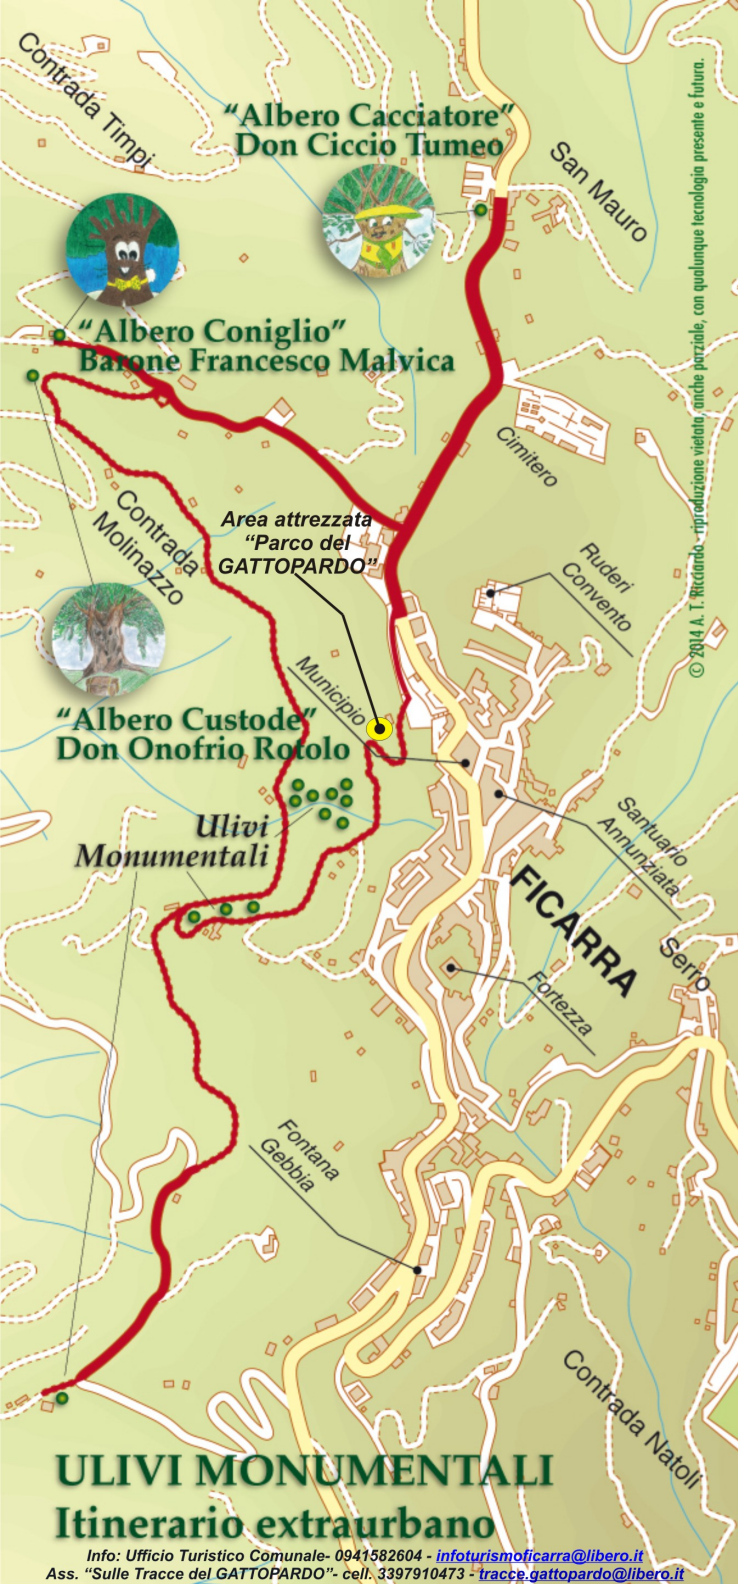 Contrada Timpi
“Albero Cacciatore”
Don Ciccio Tumeo
San Mauro
© 2014 A. T. Ricciardo - riproduzione vietata, anche parziale, con qualunque tecnologia presente e futura.
“Albero Coniglio”
Barone Francesco Malvica
Cimitero
Contrada
Molinazzo
Area attrezzata
“Parco del
GATTOPARDO”
Ruderi
Convento
Municipio
“Albero Custode”
Don Onofrio Rotolo
Ulivi
Monumentali
Santuario
Annunziata
FICARRA
Serro
Fortezza
Fontana
Gebbia
Contrada Natoli
ULIVI MONUMENTALI
Itinerario extraurbano
Info: Ufficio Turistico Comunale- 0941582604 - infoturismoficarra@libero.it
Ass. “Sulle Tracce del GATTOPARDO”- cell. 3397910473 - tracce.gattopardo@libero.it